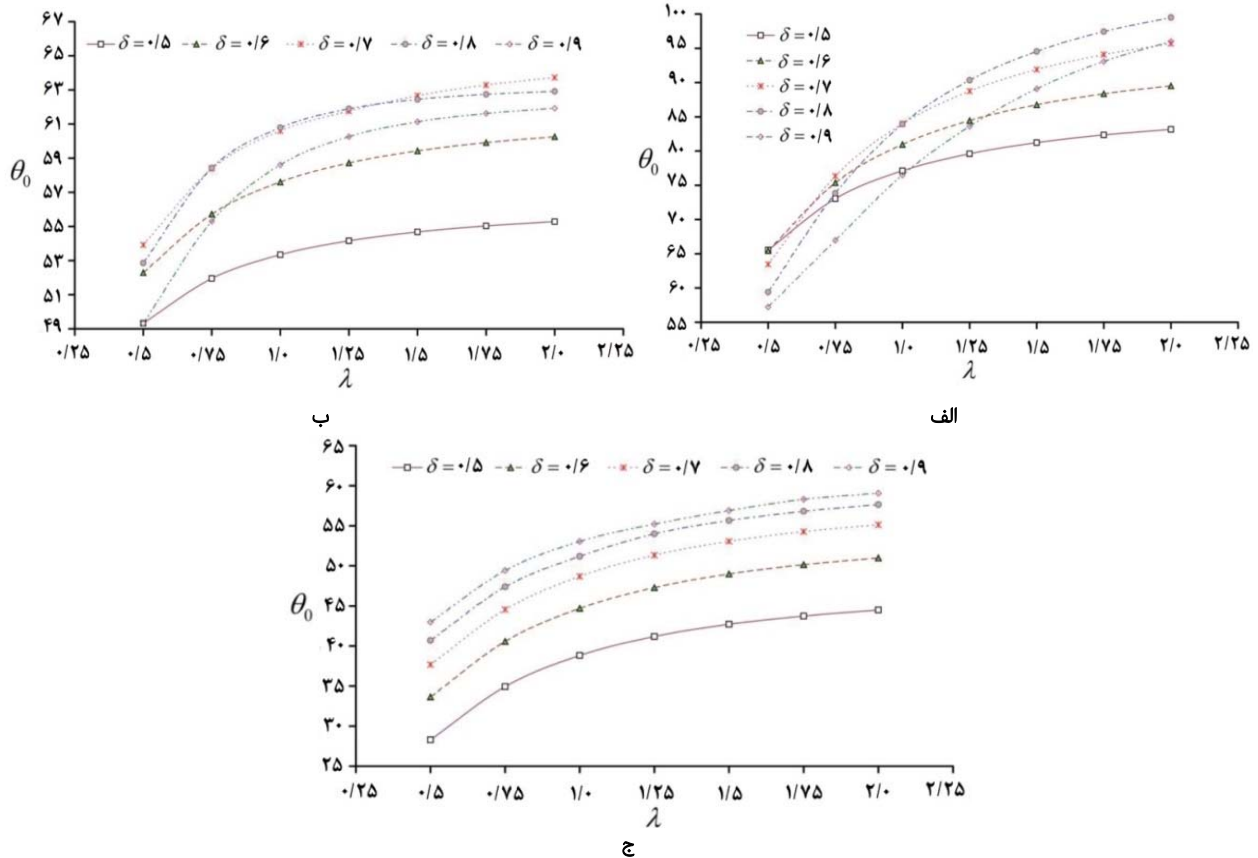 ۶۷
۶۵
۶۳
۶۱
۵۹
۵۷
۵۵
۵۳
۵۱
۴۹
θ₀
δ = ۰/۵ δ = ۰/۶ δ = ۰/۷ δ = ۰/۸ δ = ۰/۹
۰/۲۵ ۰/۵ ۰/۷۵ ۱/۰ ۱/۲۵ ۱/۵ ۱/۷۵ ۲/۰ ۲/۲۵
λ
ب
۱۰۰
۹۵
۹۰
۸۵
۸۰
۷۵
۷۰
۶۵
۶۰
۵۵
θ₀
δ = ۰/۵
δ = ۰/۶
δ = ۰/۷
δ = ۰/۸
δ = ۰/۹
۰/۲۵ ۰/۵ ۰/۷۵ ۱/۰ ۱/۲۵ ۱/۵ ۱/۷۵ ۲/۰ ۲/۲۵
λ
الف
۶۵
۶۰
۵۵
۵۰
۴۵
۴۰
۳۵
۳۰
۲۵
θ₀
δ = ۰/۵ δ = ۰/۶ δ = ۰/۷ δ = ۰/۸ δ = ۰/۹
۰/۲۵ ۰/۵ ۰/۷۵ ۱/۰ ۱/۲۵ ۱/۵ ۱/۷۵ ۲/۰ ۲/۲۵
λ
ج